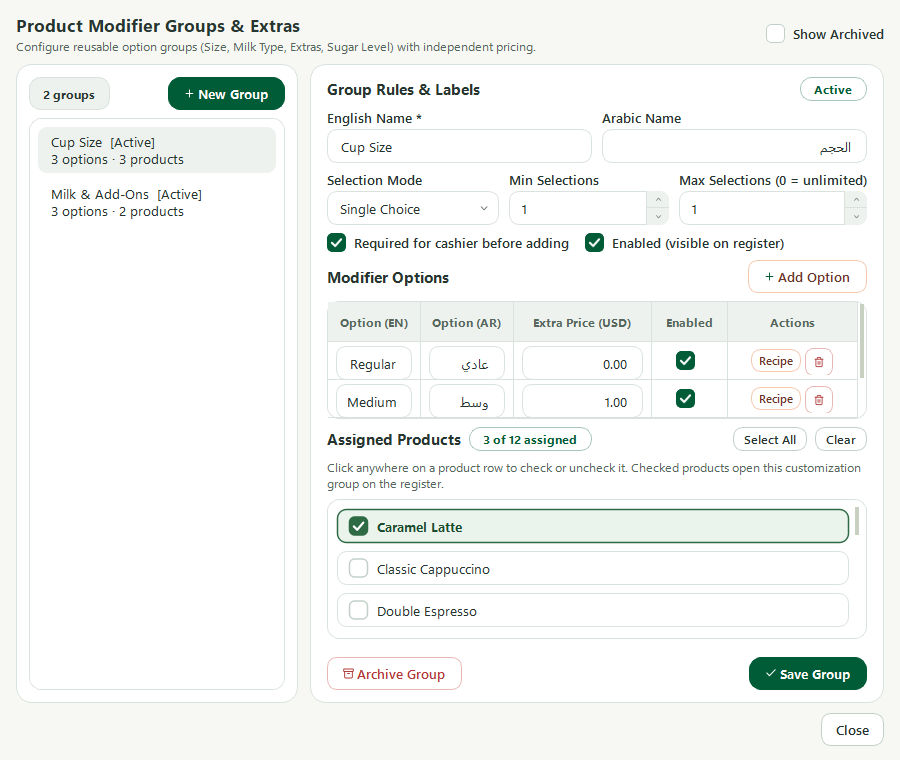 Product Modifier Groups & Extras
Configure reusable option groups (Size, Milk Type, Extras, Sugar Level) with independent pricing.
Show Archived
2 groups
+ New Group
Cup Size [Active]
3 options · 3 products
Milk & Add-Ons [Active]
3 options · 2 products
Group Rules & Labels
Active
English Name *
Arabic Name
Cup Size
الحجم
Selection Mode
Min Selections
Max Selections (0 = unlimited)
Single Choice
1
1
Required for cashier before adding
Enabled (visible on register)
Modifier Options
+ Add Option
Option (EN)
Option (AR)
Extra Price (USD)
Enabled
Actions
Regular
عادي
0.00
Recipe
Medium
وسط
1.00
Recipe
Assigned Products
3 of 12 assigned
Select All
Clear
Click anywhere on a product row to check or uncheck it. Checked products open this customization
group on the register.
Caramel Latte
Classic Cappuccino
Double Espresso
Archive Group
Save Group
Close